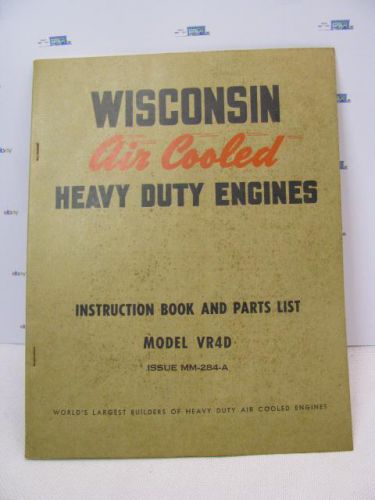 WISCONSIN
Air Cooled
HEAVY DUTY ENGINES
INSTRUCTION BOOK AND PARTS LIST
MODEL VR4D
ISSUE MM-284-A
WORLD'S LARGEST BUILDERS OF HEAVY DUTY AIR COOLED ENGINES